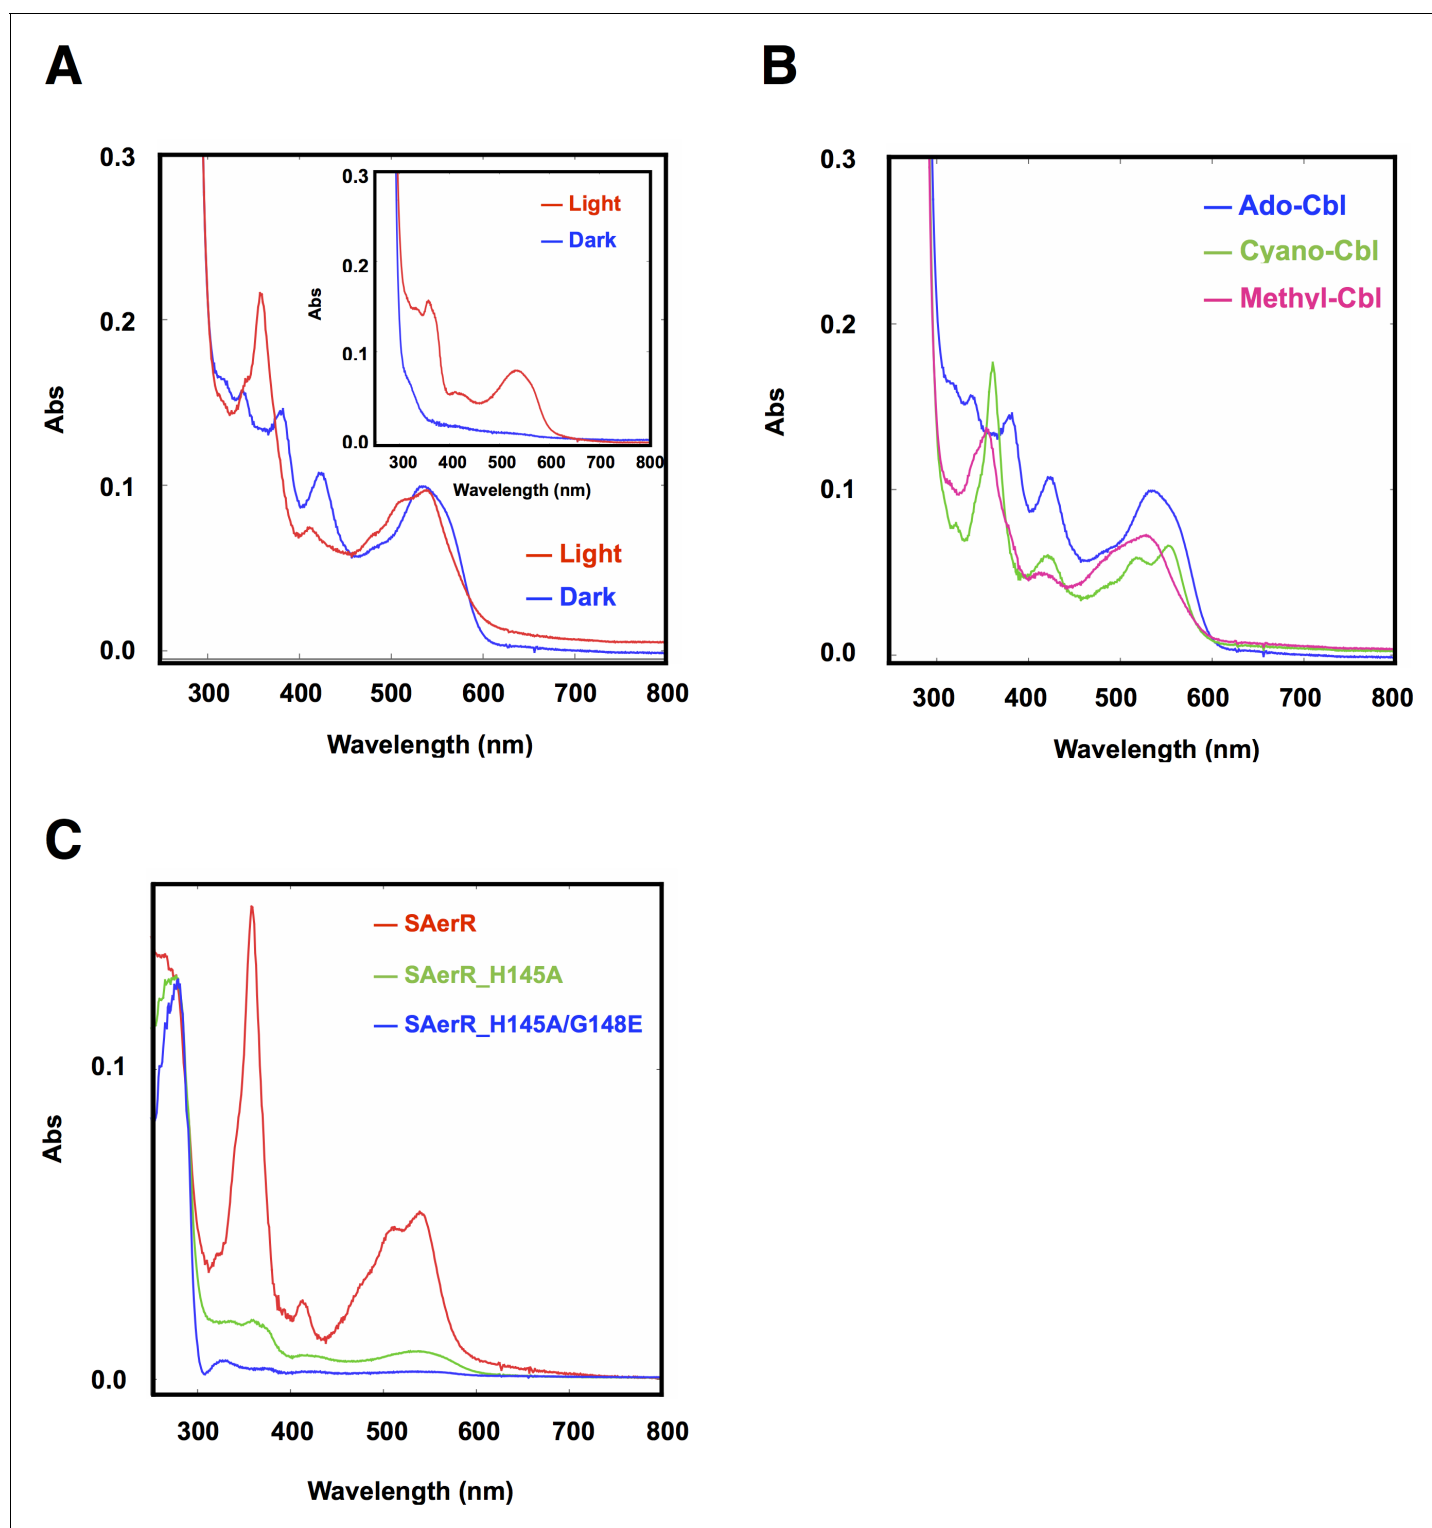 A
B
0.3
0.2
0.1
0.0
Abs
300 400 500 600 700 800
Wavelength (nm)
Light
Dark
0.3
0.2
0.1
0.0
Abs
300 400 500 600 700 800
Wavelength (nm)
Light
Dark
0.3
0.2
0.1
0.0
Abs
Ado-Cbl
Cyano-Cbl
Methyl-Cbl
300 400 500 600 700 800
Wavelength (nm)
C
SAerR
SAerR_H145A
SAerR_H145A/G148E
0.1
0.0
Abs
300 400 500 600 700 800
Wavelength (nm)